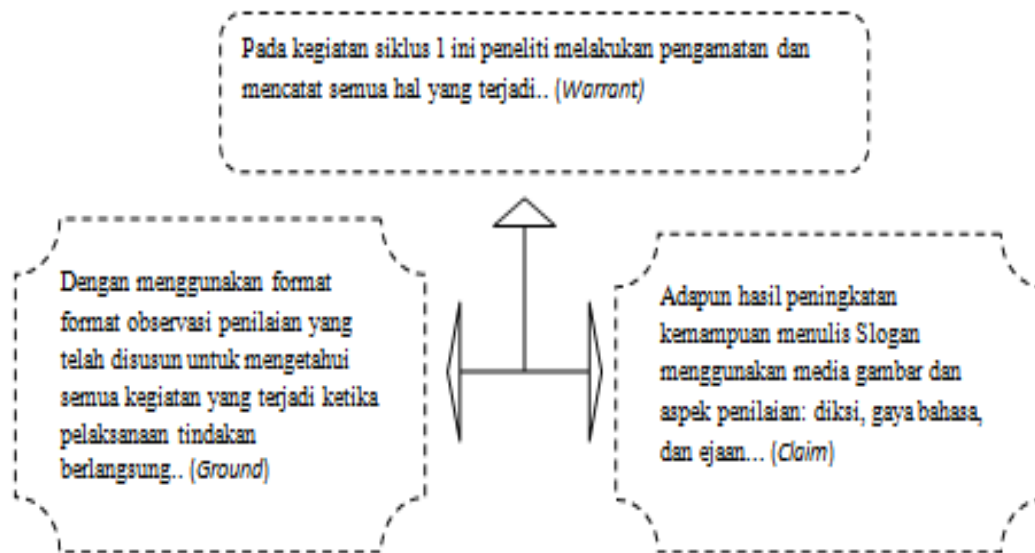 Pada kegiatan siklus 1 ini peneliti melakukan pengamatan dan
mencatat semua hal yang terjadi.. (Warrant)
Dengan menggunakan format
format observasi penilaian yang
telah disusun untuk mengetahui
semua kegiatan yang terjadi ketika
pelaksanaan tindakan
berlangsung.. (Ground)
Adapun hasil peningkatan
kemampuan menulis Slogan
menggunakan media gambar dan
aspek penilaian: diksi, gaya bahasa,
dan ejaan... (Claim)